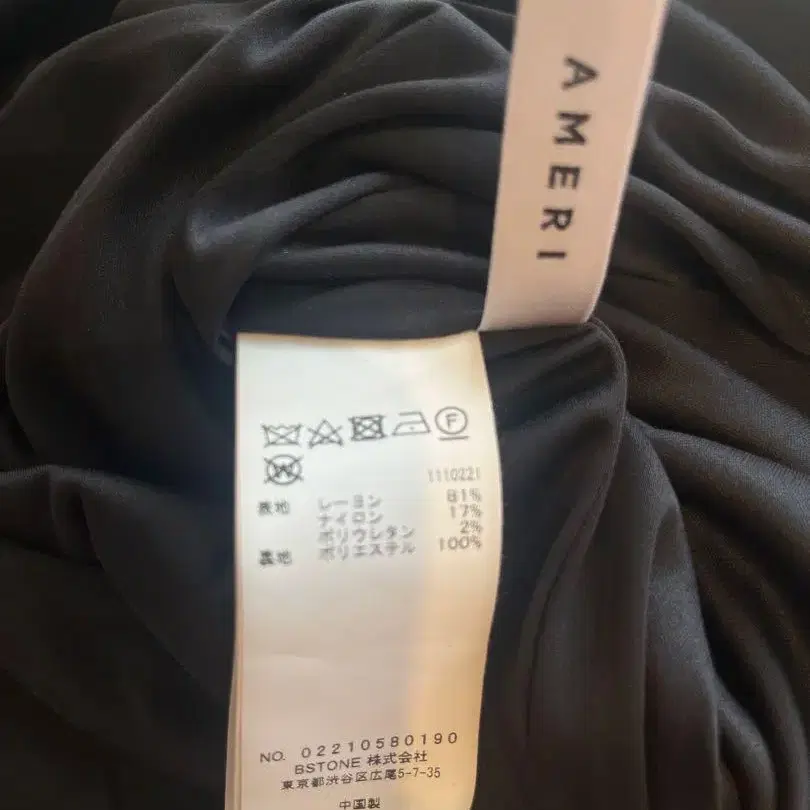 AMERI
F
W
1110221
表地 レーヨン 81%
ナイロン 17%
ポリウレタン 2%
裏地 ポリエステル 100%
NO. 02210580190
BSTONE 株式会社
東京都渋谷区広尾5-7-35
中国製